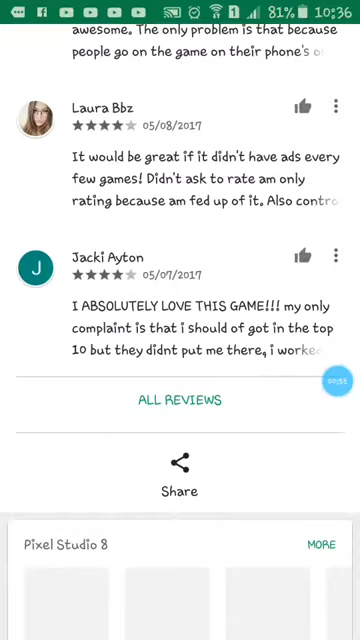 81% 10:36
awesome. The only problem is that because
people go on the game on their phone's o
Laura Bbz
05/08/2017
It would be great if it didn't have ads every
few games! Didn't ask to rate am only
rating because am fed up of it. Also contro
Jacki Ayton
J
05/07/2017
I ABSOLUTELY LOVE THIS GAME!!! my only
complaint is that i should of got in the top
10 but they didnt put me there, i worke
ALL REVIEWS
Share
Pixel Studio 8
MORE